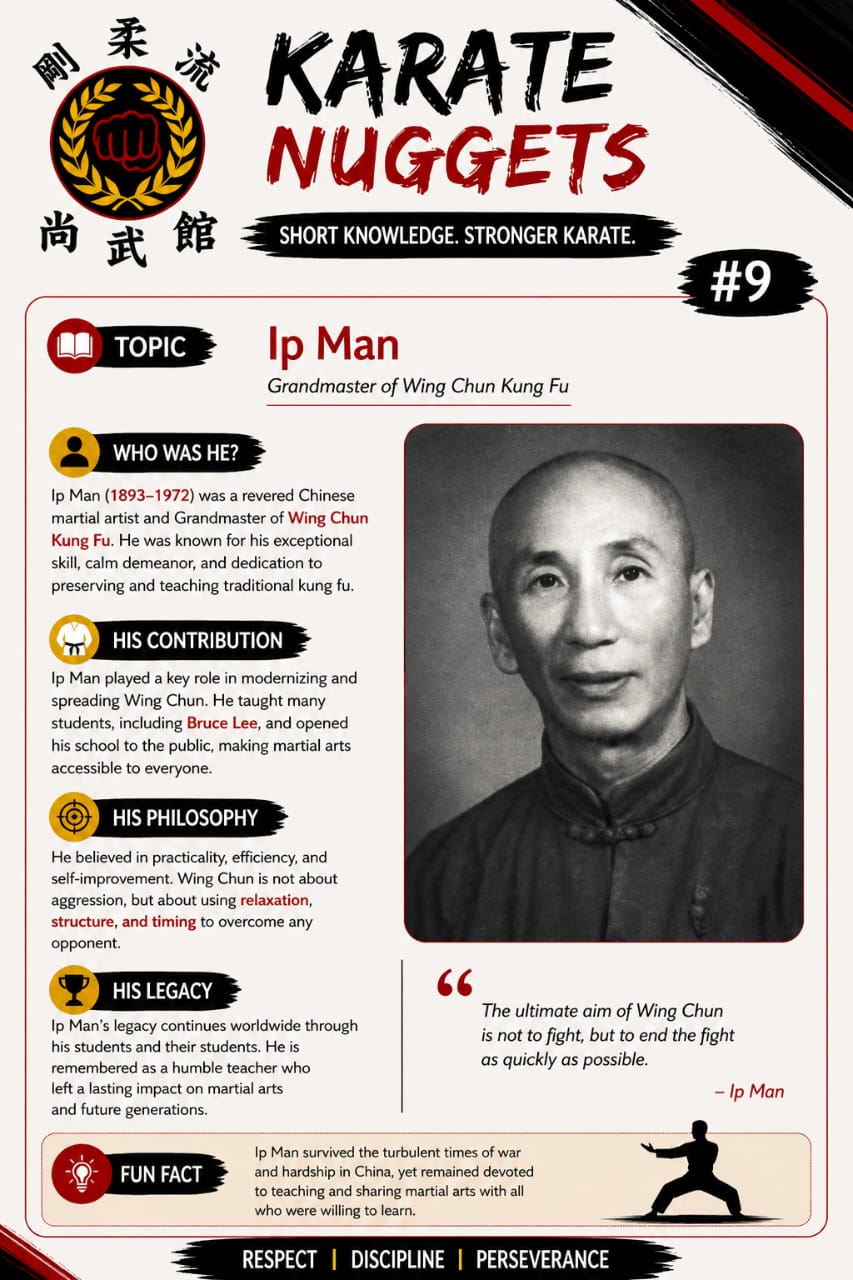 剛 柔 流
尚 武 館
KARATE
NUGGETS
SHORT KNOWLEDGE. STRONGER KARATE.
#9
TOPIC
Ip Man
Grandmaster of Wing Chun Kung Fu
WHO WAS HE?
Ip Man (1893–1972) was a revered Chinese
martial artist and Grandmaster of Wing Chun
Kung Fu. He was known for his exceptional
skill, calm demeanor, and dedication to
preserving and teaching traditional kung fu.
HIS CONTRIBUTION
Ip Man played a key role in modernizing and
spreading Wing Chun. He taught many
students, including Bruce Lee, and opened
his school to the public, making martial arts
accessible to everyone.
HIS PHILOSOPHY
He believed in practicality, efficiency, and
self-improvement. Wing Chun is not about
aggression, but about using relaxation,
structure, and timing to overcome any
opponent.
HIS LEGACY
Ip Man's legacy continues worldwide through
his students and their students. He is
remembered as a humble teacher who
left a lasting impact on martial arts
and future generations.
“
The ultimate aim of Wing Chun
is not to fight, but to end the fight
as quickly as possible.
– Ip Man
FUN FACT
Ip Man survived the turbulent times of war
and hardship in China, yet remained devoted
to teaching and sharing martial arts with all
who were willing to learn.
RESPECT | DISCIPLINE | PERSEVERANCE